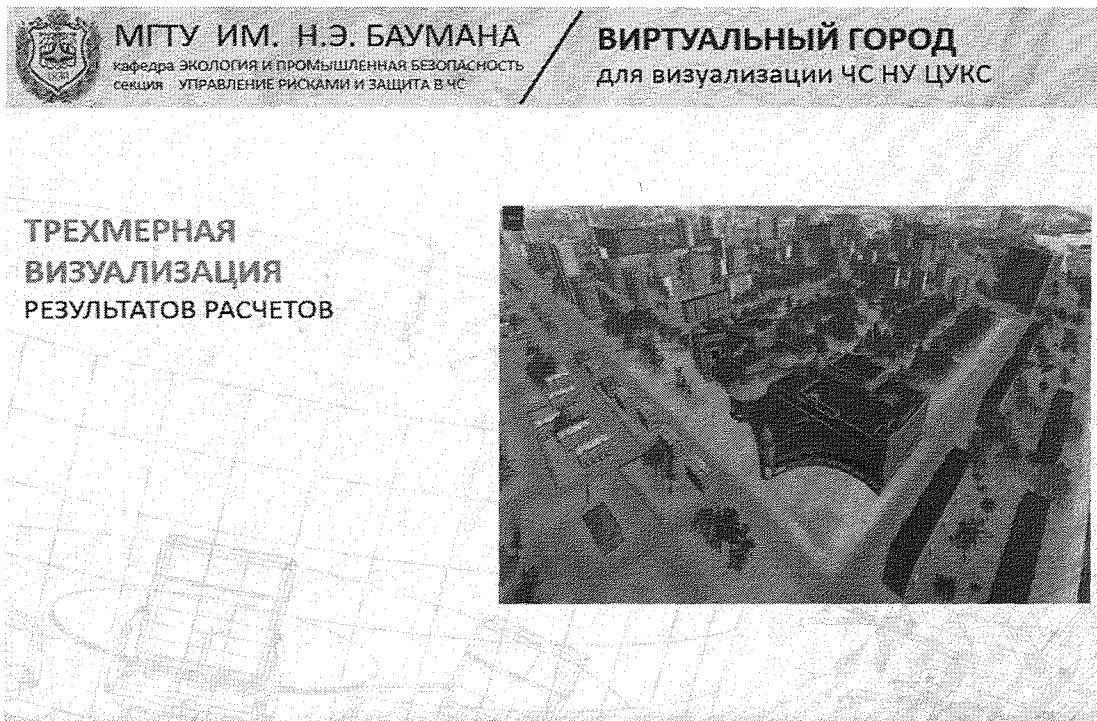 МГТУ ИМ. Н.Э. БАУМАНА
кафедра ЭКОЛОГИЯ И ПРОМЫШЛЕННАЯ БЕЗОПАСНОСТЬ
секция УПРАВЛЕНИЕ РИСКАМИ И ЗАЩИТА В ЧС
ВИРТУАЛЬНЫЙ ГОРОД
для визуализации ЧС НУ ЦУКС
ТРЕХМЕРНАЯ
ВИЗУАЛИЗАЦИЯ
РЕЗУЛЬТАТОВ РАСЧЕТОВ